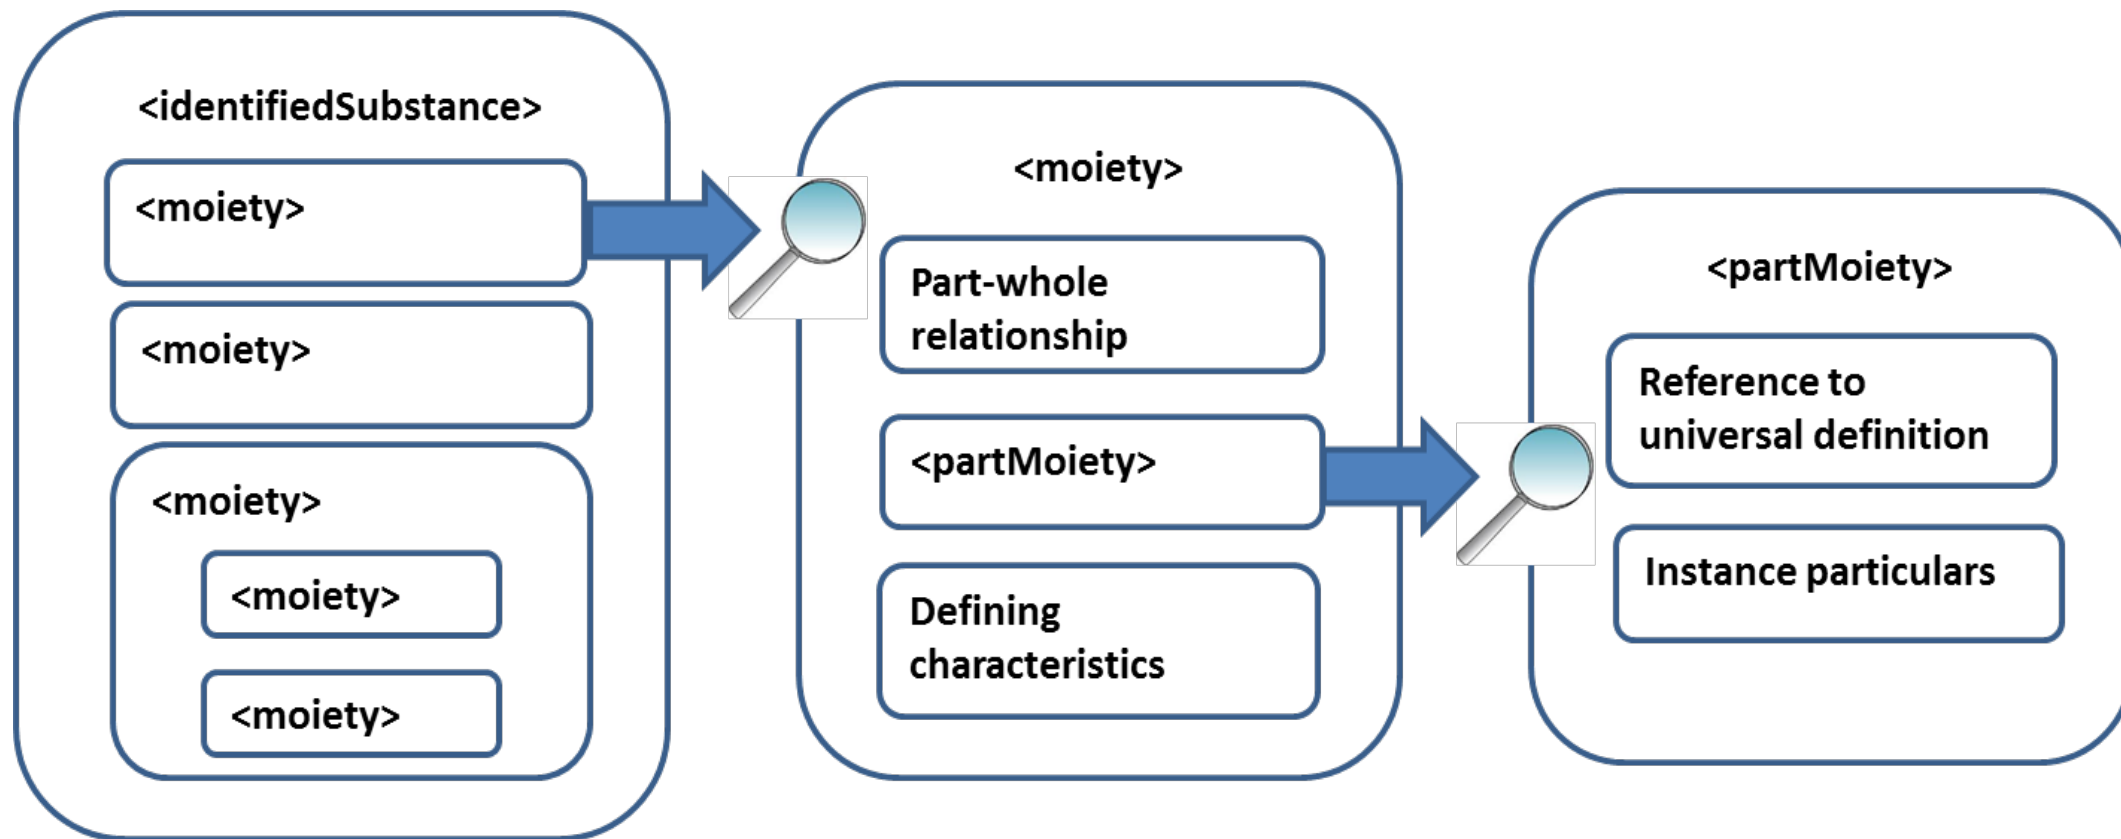 <identifiedSubstance>
<moiety>
<moiety>
<moiety>
<moiety>
<moiety>
<moiety>
Part-whole
relationship
<partMoiety>
Defining
characteristics
<partMoiety>
Reference to
universal definition
Instance particulars